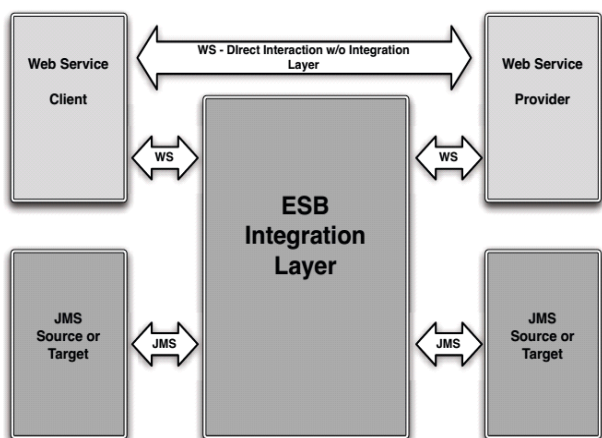 WS - DIrect Interaction w/o Integration
Layer
Web Service
Client
Web Service
Provider
WS
WS
ESB
Integration
Layer
JMS
Source or
Target
JMS
JMS
JMS
Source or
Target